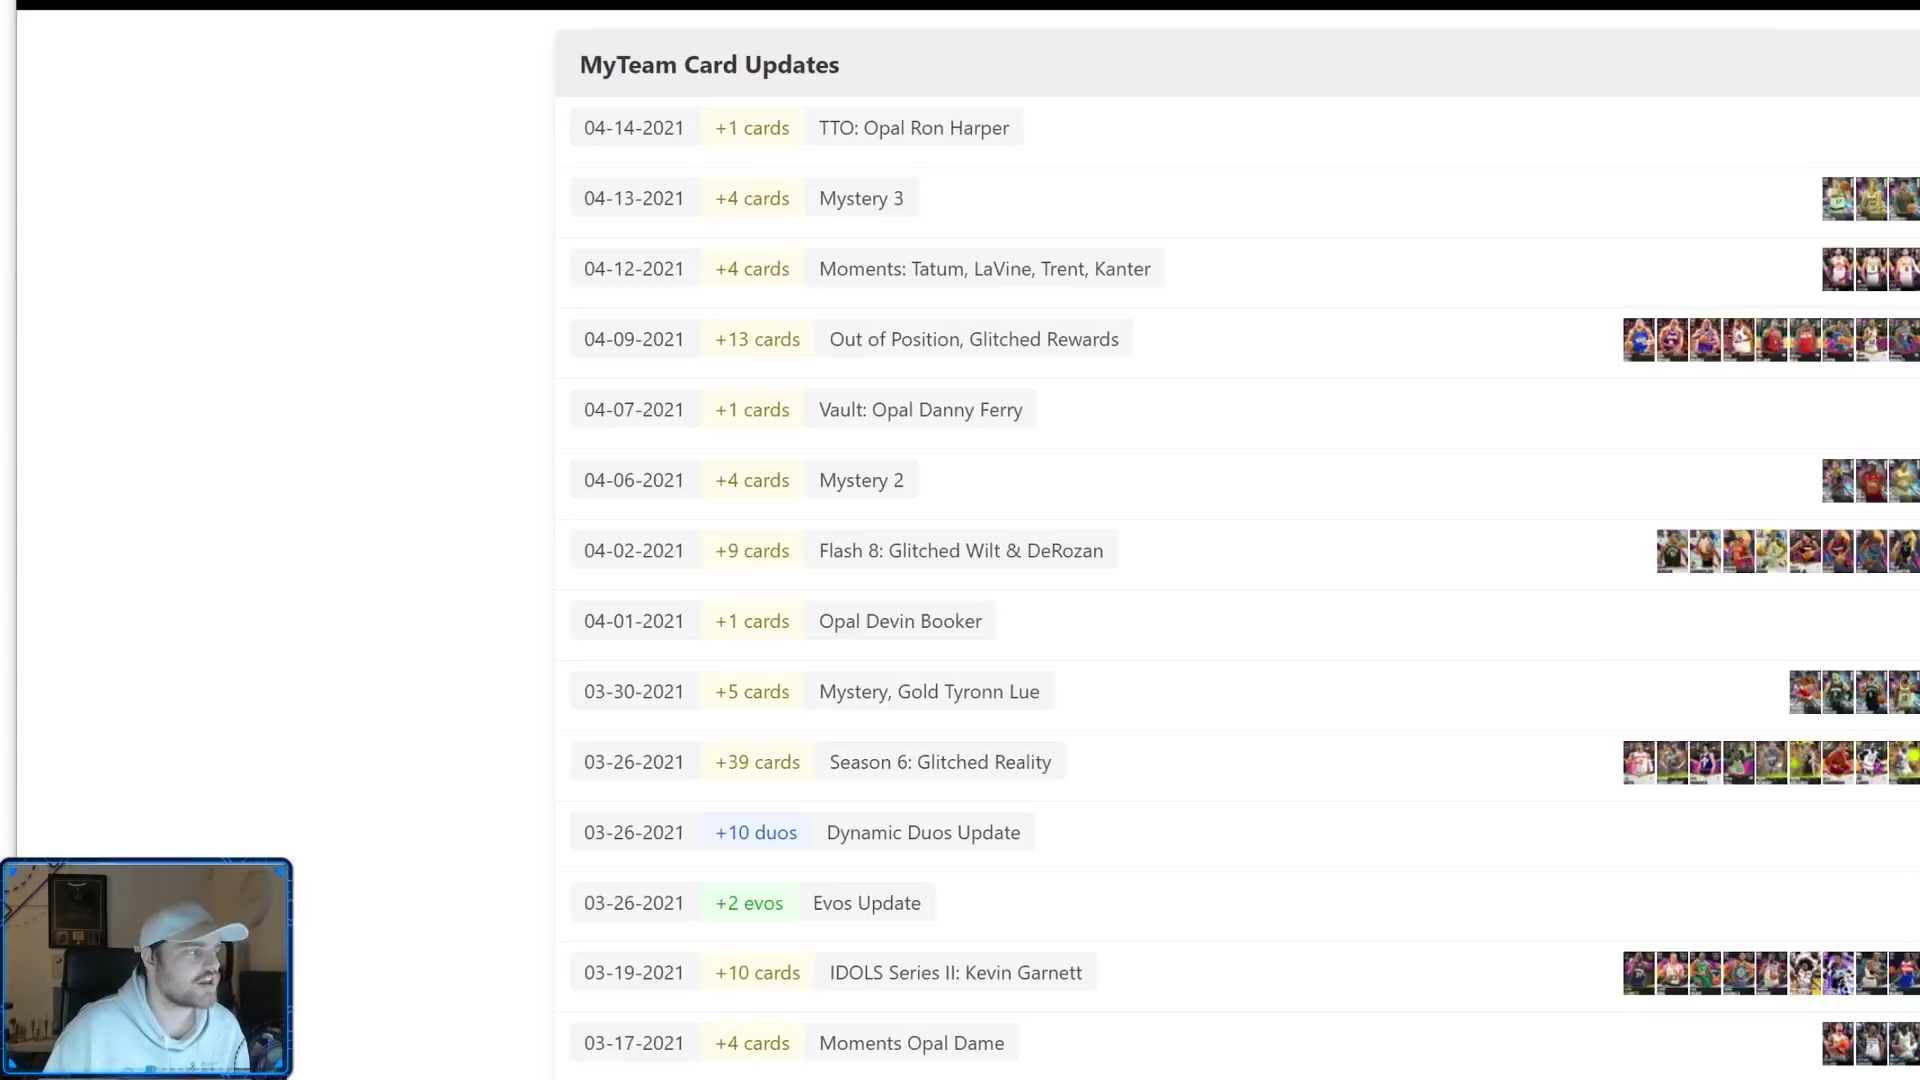 MyTeam Card Updates
04-14-2021 +1 cards TTO: Opal Ron Harper
04-13-2021 +4 cards Mystery 3
04-12-2021 +4 cards Moments: Tatum, LaVine, Trent, Kanter
04-09-2021 +13 cards Out of Position, Glitched Rewards
04-07-2021 +1 cards Vault: Opal Danny Ferry
04-06-2021 +4 cards Mystery 2
04-02-2021 +9 cards Flash 8: Glitched Wilt & DeRozan
04-01-2021 +1 cards Opal Devin Booker
03-30-2021 +5 cards Mystery, Gold Tyronn Lue
03-26-2021 +39 cards Season 6: Glitched Reality
03-26-2021 +10 duos Dynamic Duos Update
03-26-2021 +2 evos Evos Update
03-19-2021 +10 cards IDOLS Series II: Kevin Garnett
03-17-2021 +4 cards Moments Opal Dame